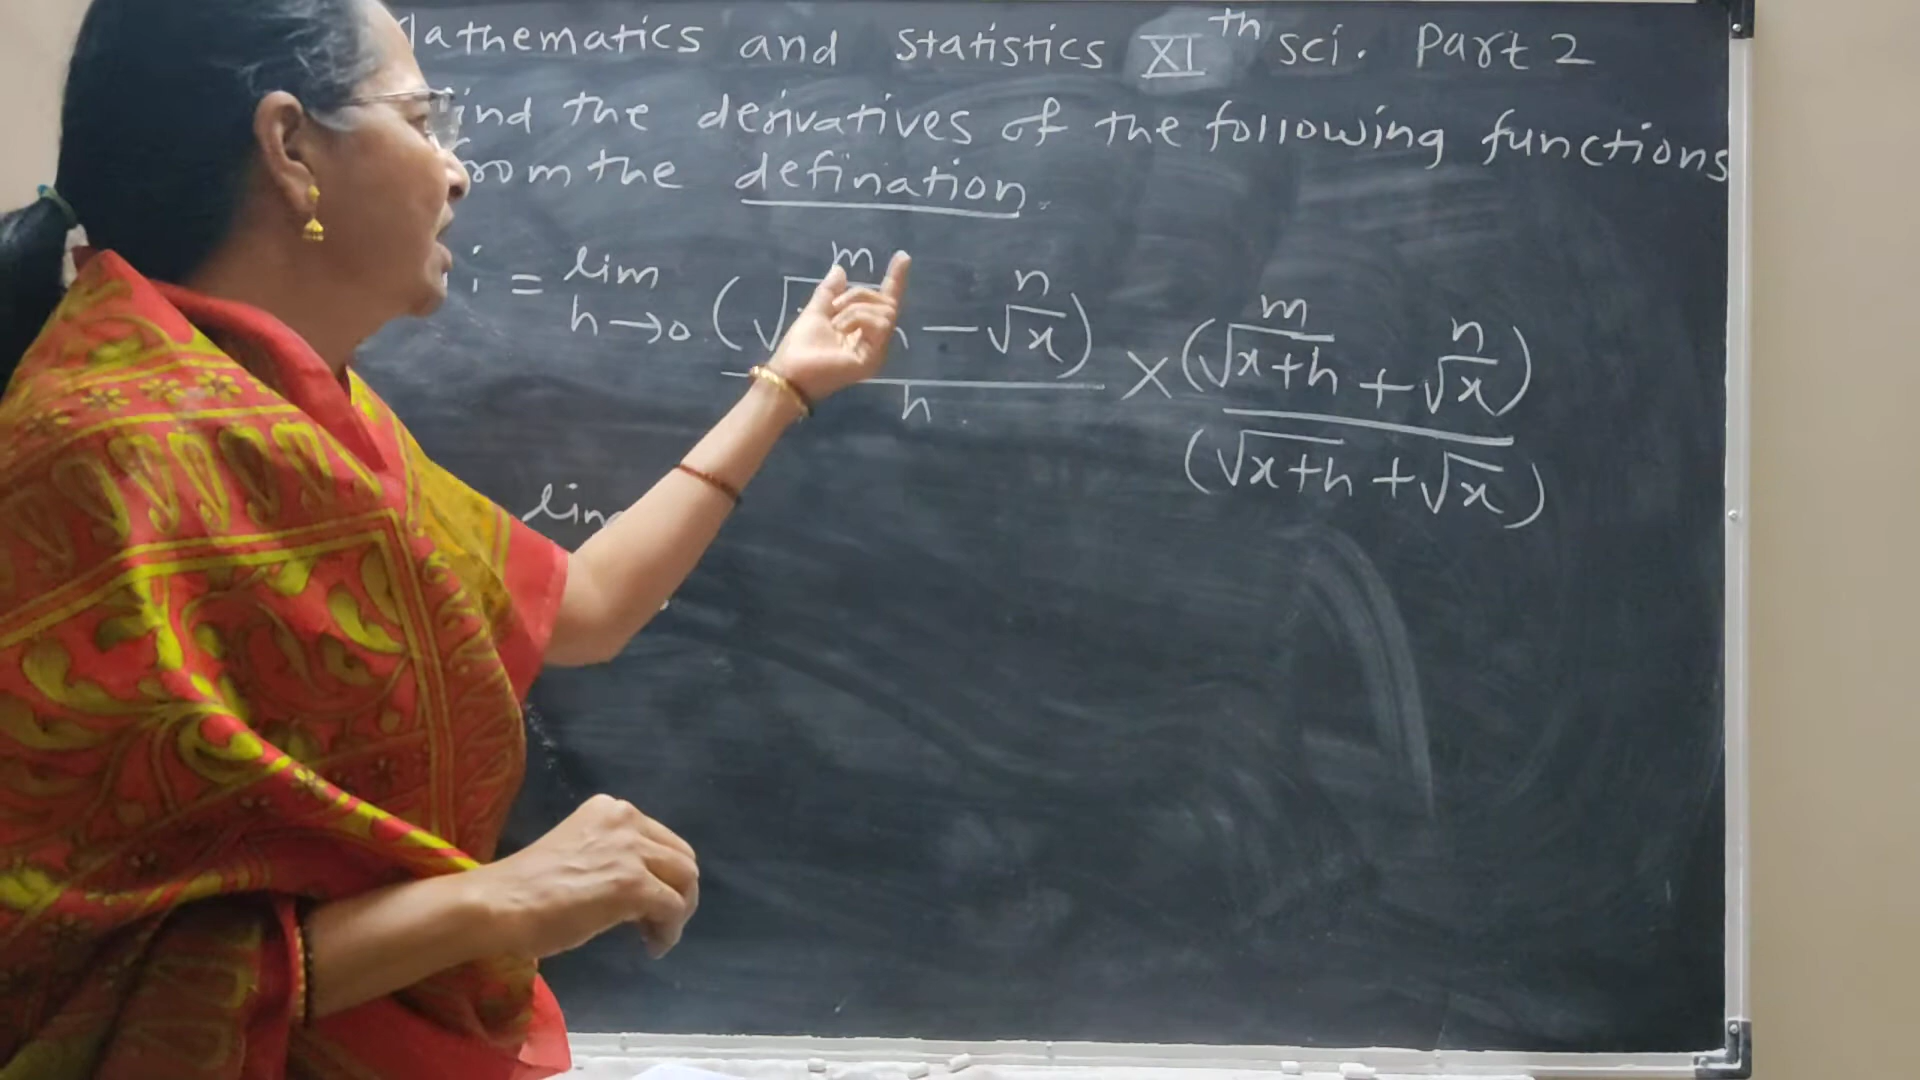 athematics and statistics XI th sci. Part 2
ind the derivatives of the following functions
rom the defination.
m n
i = lim (√ h - √x) × (√x+h + √x)
h→0 h (√x+h + √x)
m n
lim